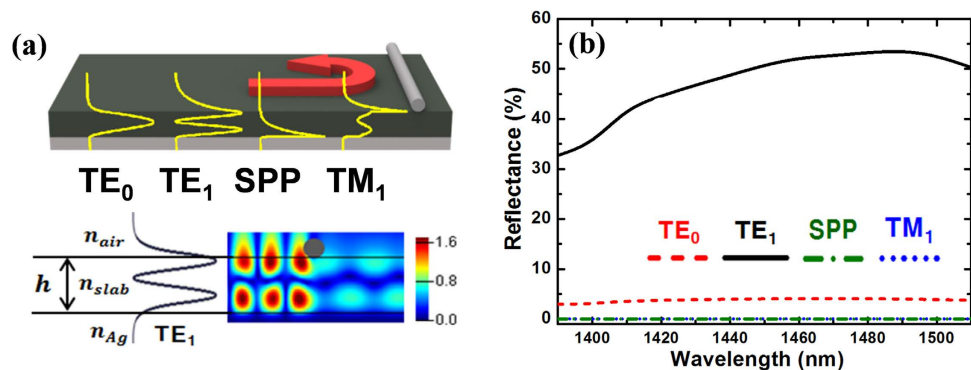 (a)
TE0 TE1 SPP TM1
nair
h nslab
nAg TE1
1.6
0.8
0.0
(b)
Reflectance (%)
60
50
40
30
20
12
10
0
TE0 TE1 SPP TM1
1400 1420 1440 1460 1480 1500
Wavelength (nm)